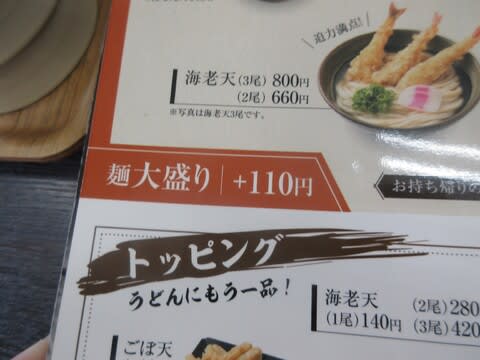 迫力満点!
海老天(3尾) 800円
(2尾) 660円
※写真は海老天3尾です。
麺大盛り +110円
お持ち帰りの
トッピング
うどんにもう一品!
海老天 (2尾) 280
(1尾) 140円 (3尾) 420
ごぼ天